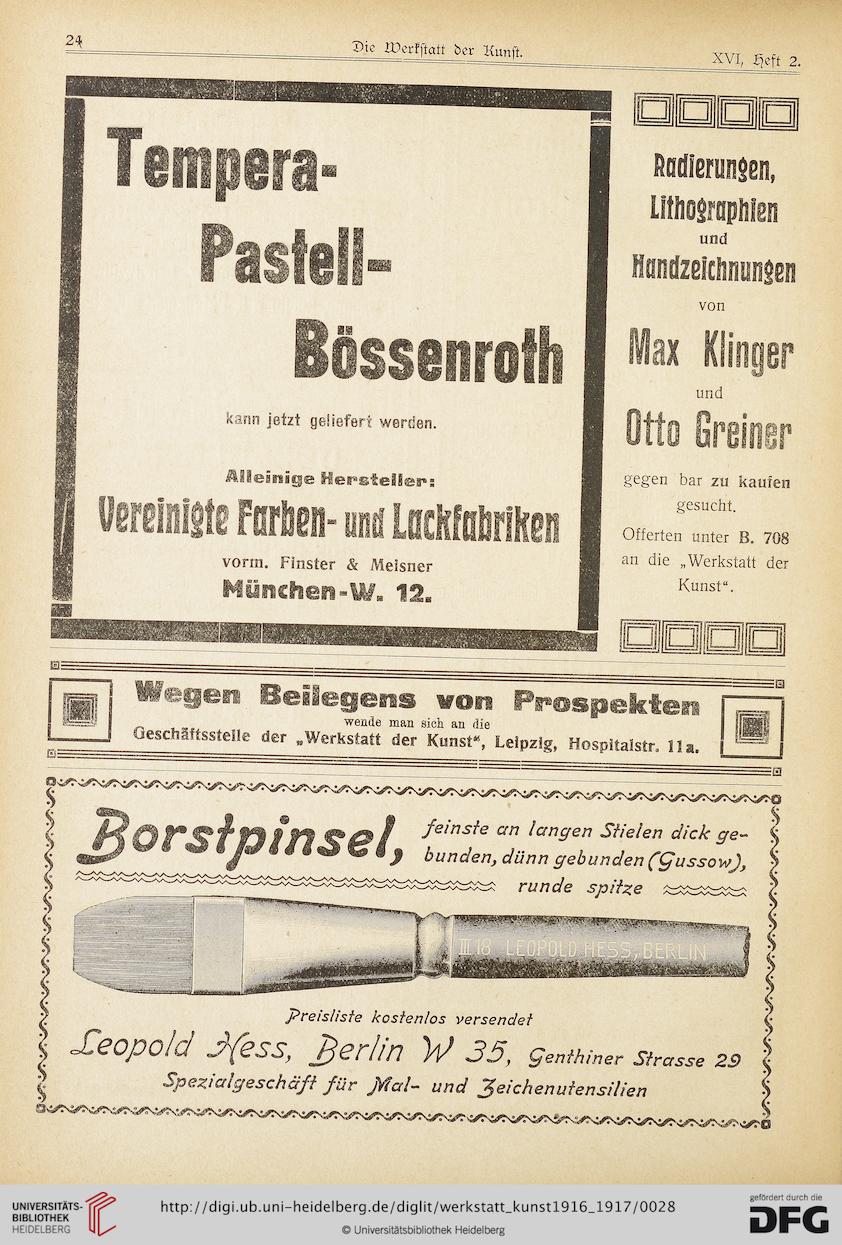 24
Die Werkstatt der Kunst.
XVI, Heft 2.
Tempera-
Pastell-
Bössenroth
kann jetzt geliefert werden.
Alleinige Hersteller:
Vereinigte Farben- und Lackfabriken
vorm. Finster & Meisner
München-W. 12.
Radierungen,
Lithographien
und
Handzeichnungen
von
Max Klinger
und
Otto Greiner
gegen bar zu kaufen
gesucht.
Offerten unter B. 708
an die „Werkstatt der
Kunst“.
Wegen Beilegens von Prospekten
wende man sich an die
Geschäftsstelle der „Werkstatt der Kunst“, Leipzig, Hospitalstr. 11a.
Borstpinsel,
feinste an langen Stielen dick ge-
bunden, dünn gebunden (Gussow),
runde spitze
III 18 LEOPOLD HESS, BERLIN
Preisliste kostenlos versendet
Leopold Hess, Berlin W 35, Genthiner Strasse 29
Spezialgeschäft für Mal- und Zeichenutensilien
UNIVERSITÄTS-
BIBLIOTHEK
HEIDELBERG
http://digi.ub.uni-heidelberg.de/diglit/werkstatt_kunst1916_1917/0028
© Universitätsbibliothek Heidelberg
gefördert durch die
DFG